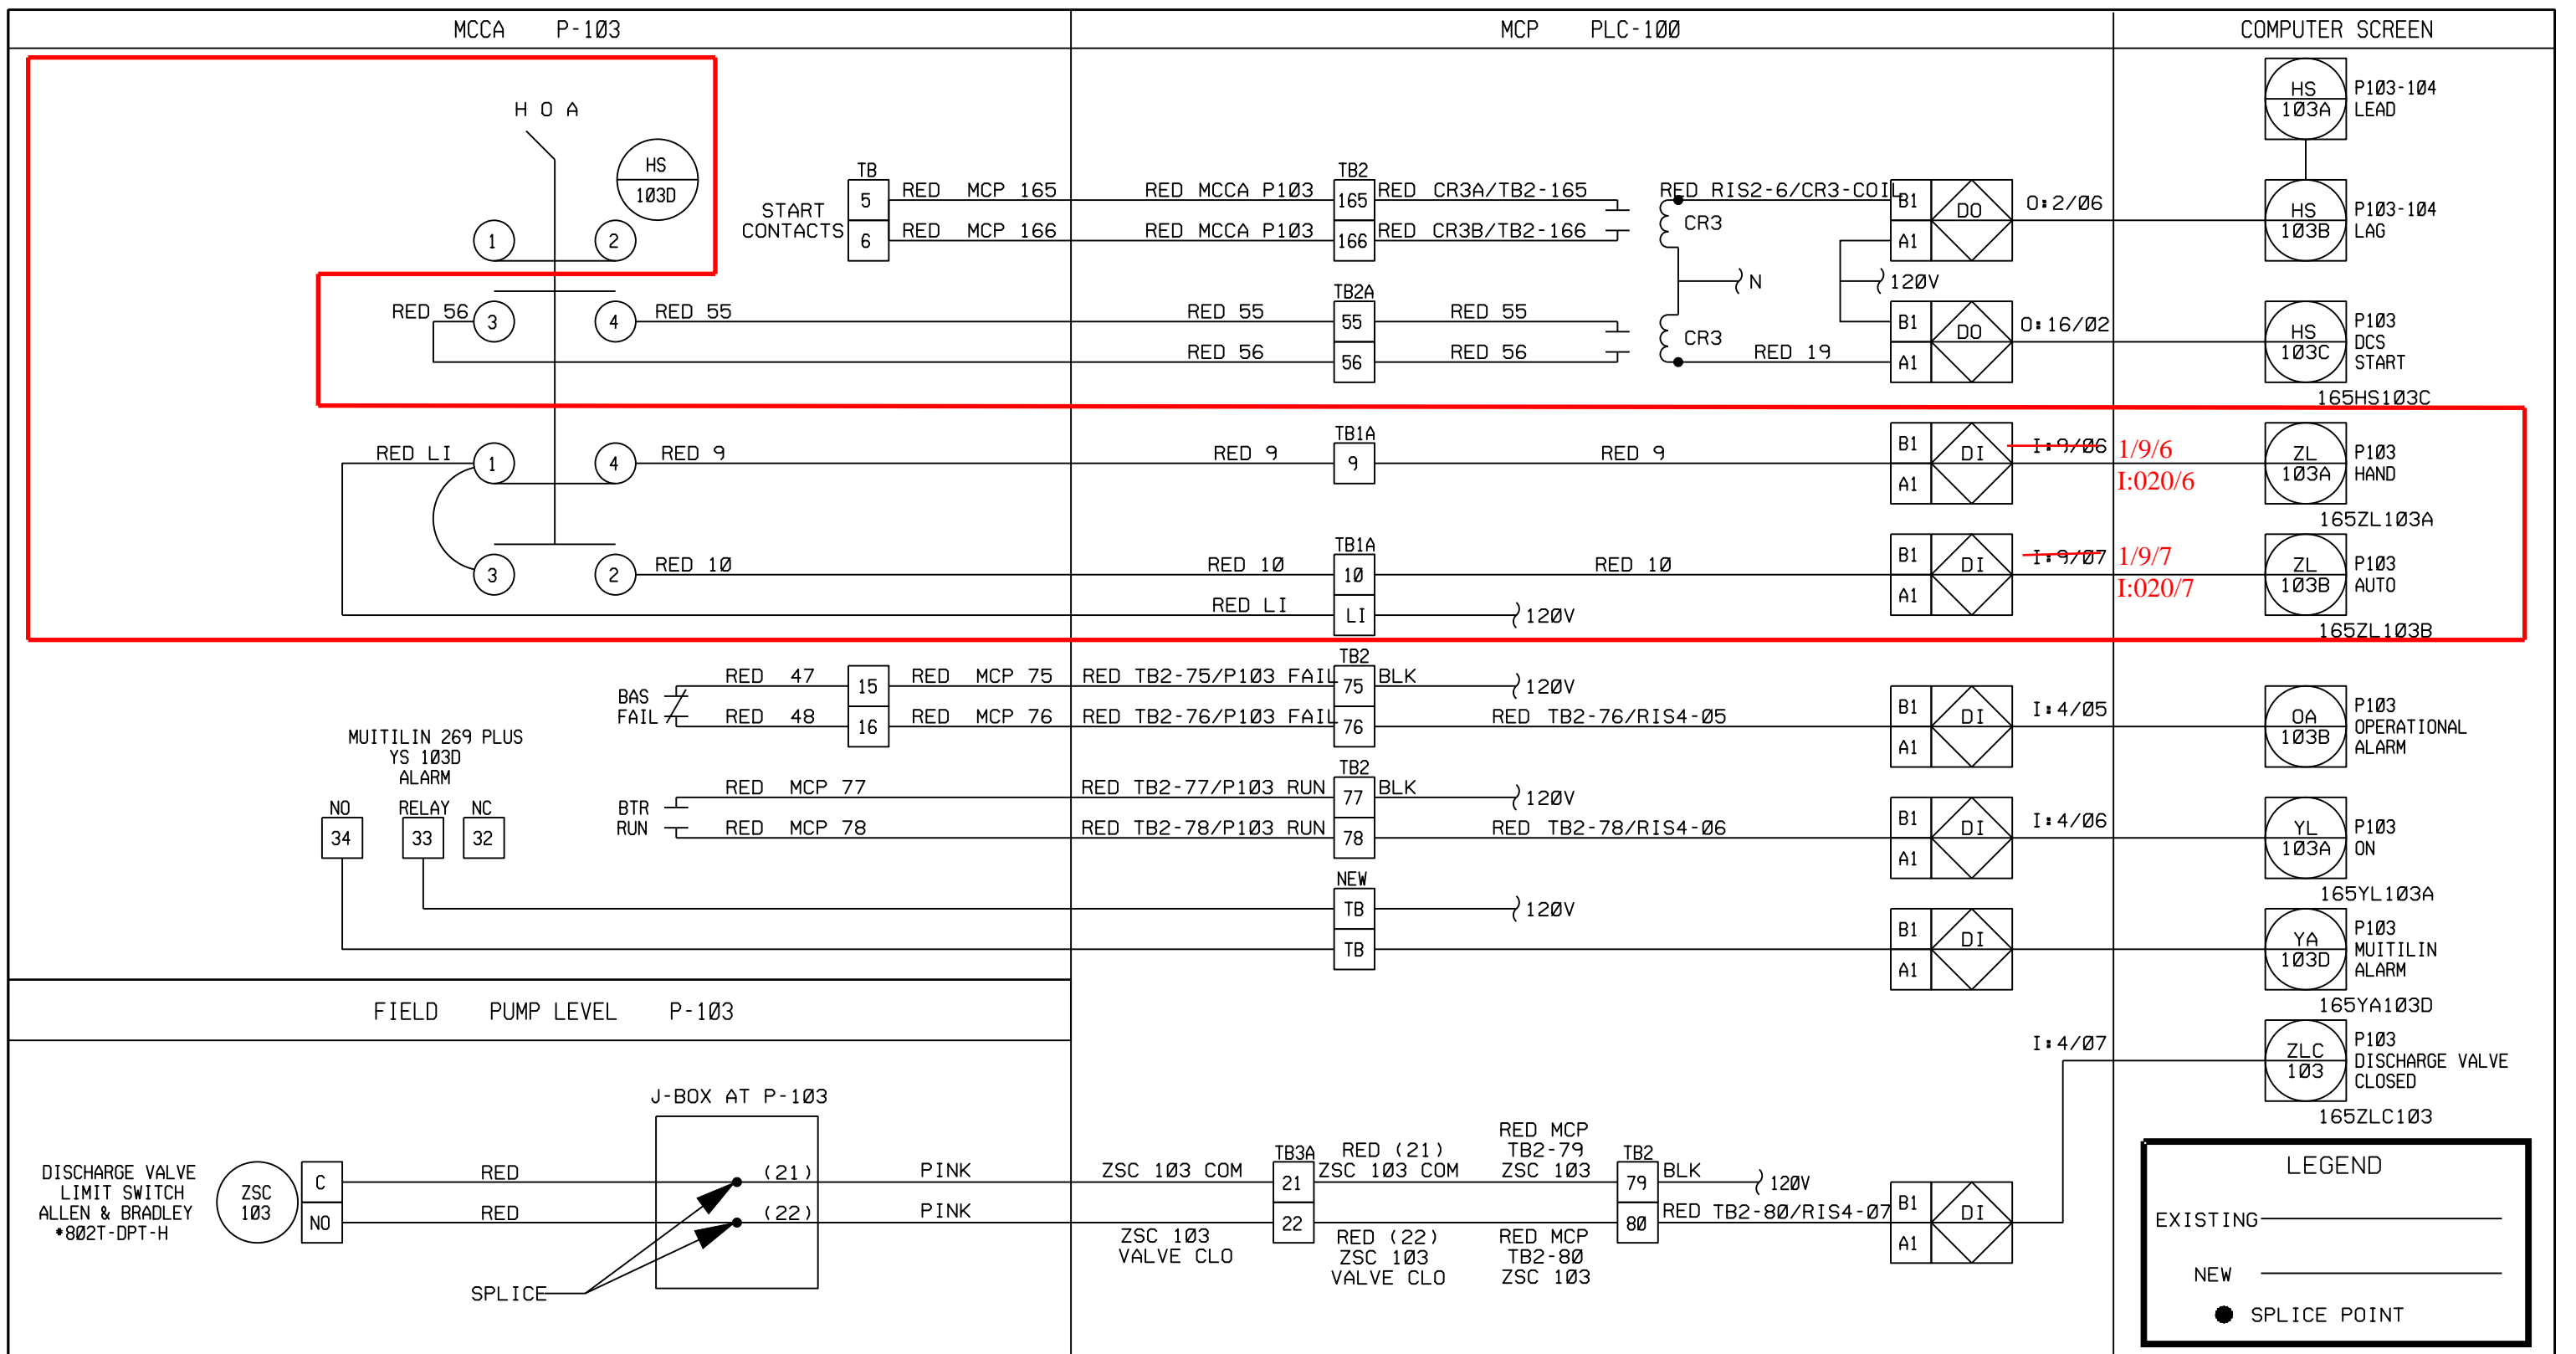 MCCA P-103
MCP PLC-100
COMPUTER SCREEN
H O A
HS
103D
1
2
START
CONTACTS
TB
5
6
RED MCP 165
RED MCP 166
RED MCCA P103
RED MCCA P103
TB2
165
166
RED CR3A/TB2-165
RED CR3B/TB2-166
RED RIS2-6/CR3-COIL
CR3
N
120V
B1
A1
DO
O:2/06
HS
103A
P103-104
LEAD
HS
103B
P103-104
LAG
RED 56
3
4
RED 55
RED 55
RED 56
TB2A
55
56
RED 55
RED 56
CR3
RED 19
B1
A1
DO
O:16/02
HS
103C
P103
DCS
START
165HS103C
RED LI
1
4
RED 9
RED 9
TB1A
9
RED 9
B1
A1
DI
I:9/06
1/9/6
I:020/6
ZL
103A
P103
HAND
165ZL103A
3
2
RED 10
RED 10
RED LI
TB1A
10
LI
RED 10
120V
B1
A1
DI
I:9/07
1/9/7
I:020/7
ZL
103B
P103
AUTO
165ZL103B
BAS
FAIL
RED 47
RED 48
15
16
RED MCP 75
RED MCP 76
RED TB2-75/P103 FAIL
RED TB2-76/P103 FAIL
TB2
75
76
BLK
120V
RED TB2-76/RIS4-05
B1
A1
DI
I:4/05
OA
103B
P103
OPERATIONAL
ALARM
MUITILIN 269 PLUS
YS 103D
ALARM
NO
34
RELAY
33
NC
32
BTR
RUN
RED MCP 77
RED MCP 78
RED TB2-77/P103 RUN
RED TB2-78/P103 RUN
TB2
77
78
BLK
120V
RED TB2-78/RIS4-06
B1
A1
DI
I:4/06
YL
103A
P103
ON
165YL103A
NEW
TB
TB
120V
B1
A1
DI
YA
103D
P103
MUITILIN
ALARM
165YA103D
FIELD PUMP LEVEL P-103
I:4/07
ZLC
103
P103
DISCHARGE VALVE
CLOSED
165ZLC103
J-BOX AT P-103
DISCHARGE VALVE
LIMIT SWITCH
ALLEN & BRADLEY
*802T-DPT-H
ZSC
103
C
NO
RED
RED
(21)
(22)
SPLICE
PINK
PINK
ZSC 103 COM
ZSC 103
VALVE CLO
TB3A
21
22
RED (21)
ZSC 103 COM
RED (22)
ZSC 103
VALVE CLO
RED MCP
TB2-79
ZSC 103
RED MCP
TB2-80
ZSC 103
TB2
79
80
BLK
120V
RED TB2-80/RIS4-07
B1
A1
DI
LEGEND
EXISTING
NEW
SPLICE POINT